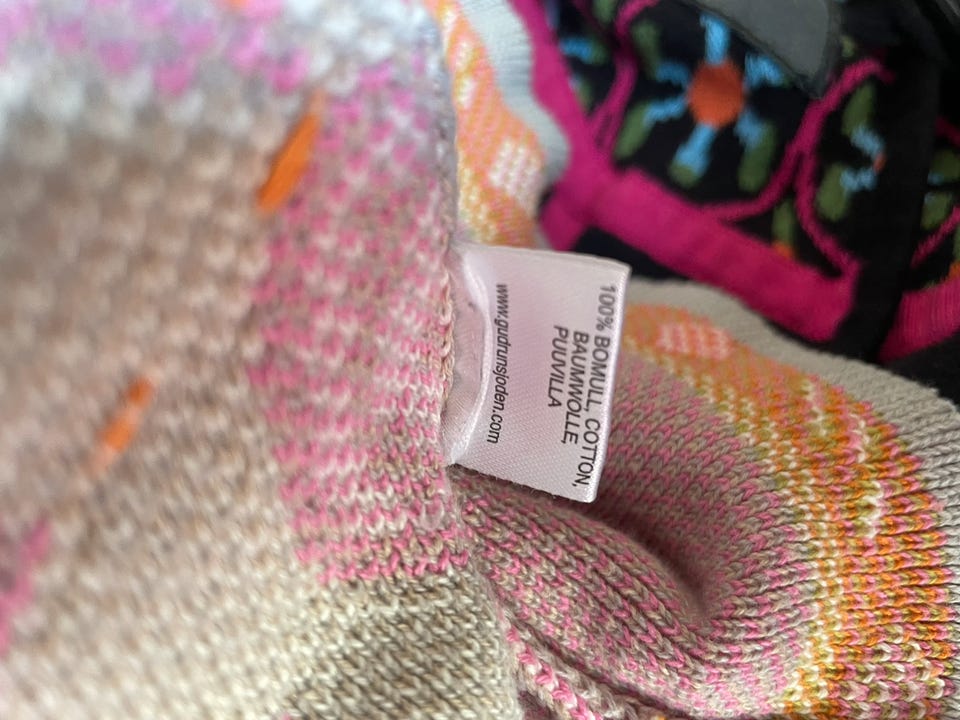 100% BOMULL, COTTON,
BAUMWOLLE,
PUUVILLA
www.gudrunsjoden.com